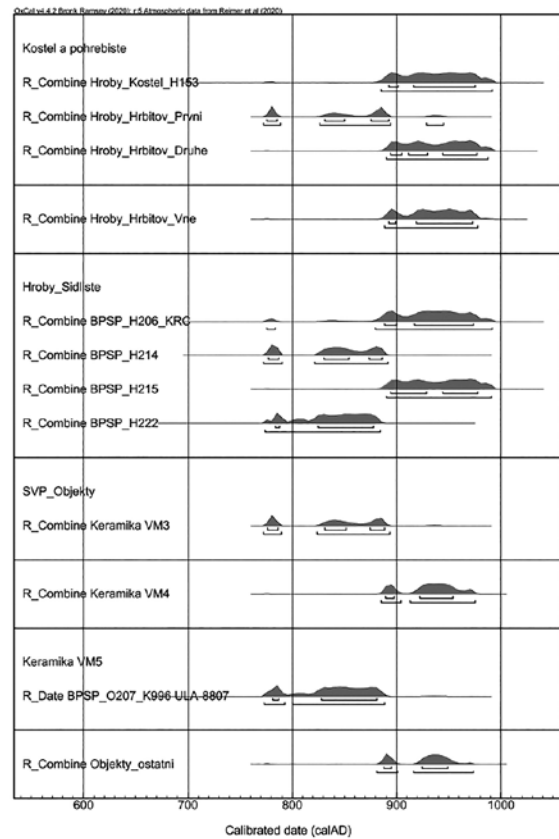 OxCal v4.4.2 Bronk Ramsey (2020); r:5 Atmospheric data from Reimer et al (2020)
Kostel a pohrebiste
R_Combine Hroby_Kostel_H153
R_Combine Hroby_Hrbitov_Prvni
R_Combine Hroby_Hrbitov_Druhe
R_Combine Hroby_Hrbitov_Vne
Hroby_Sidliste
R_Combine BPSP_H206_KRC
R_Combine BPSP_H214
R_Combine BPSP_H215
R_Combine BPSP_H222
SVP_Objekty
R_Combine Keramika VM3
R_Combine Keramika VM4
Keramika VM5
R_Date BPSP_O207_K996 ULA-8807
R_Combine Objekty_ostatni
600 700 800 900 1000
Calibrated date (calAD)